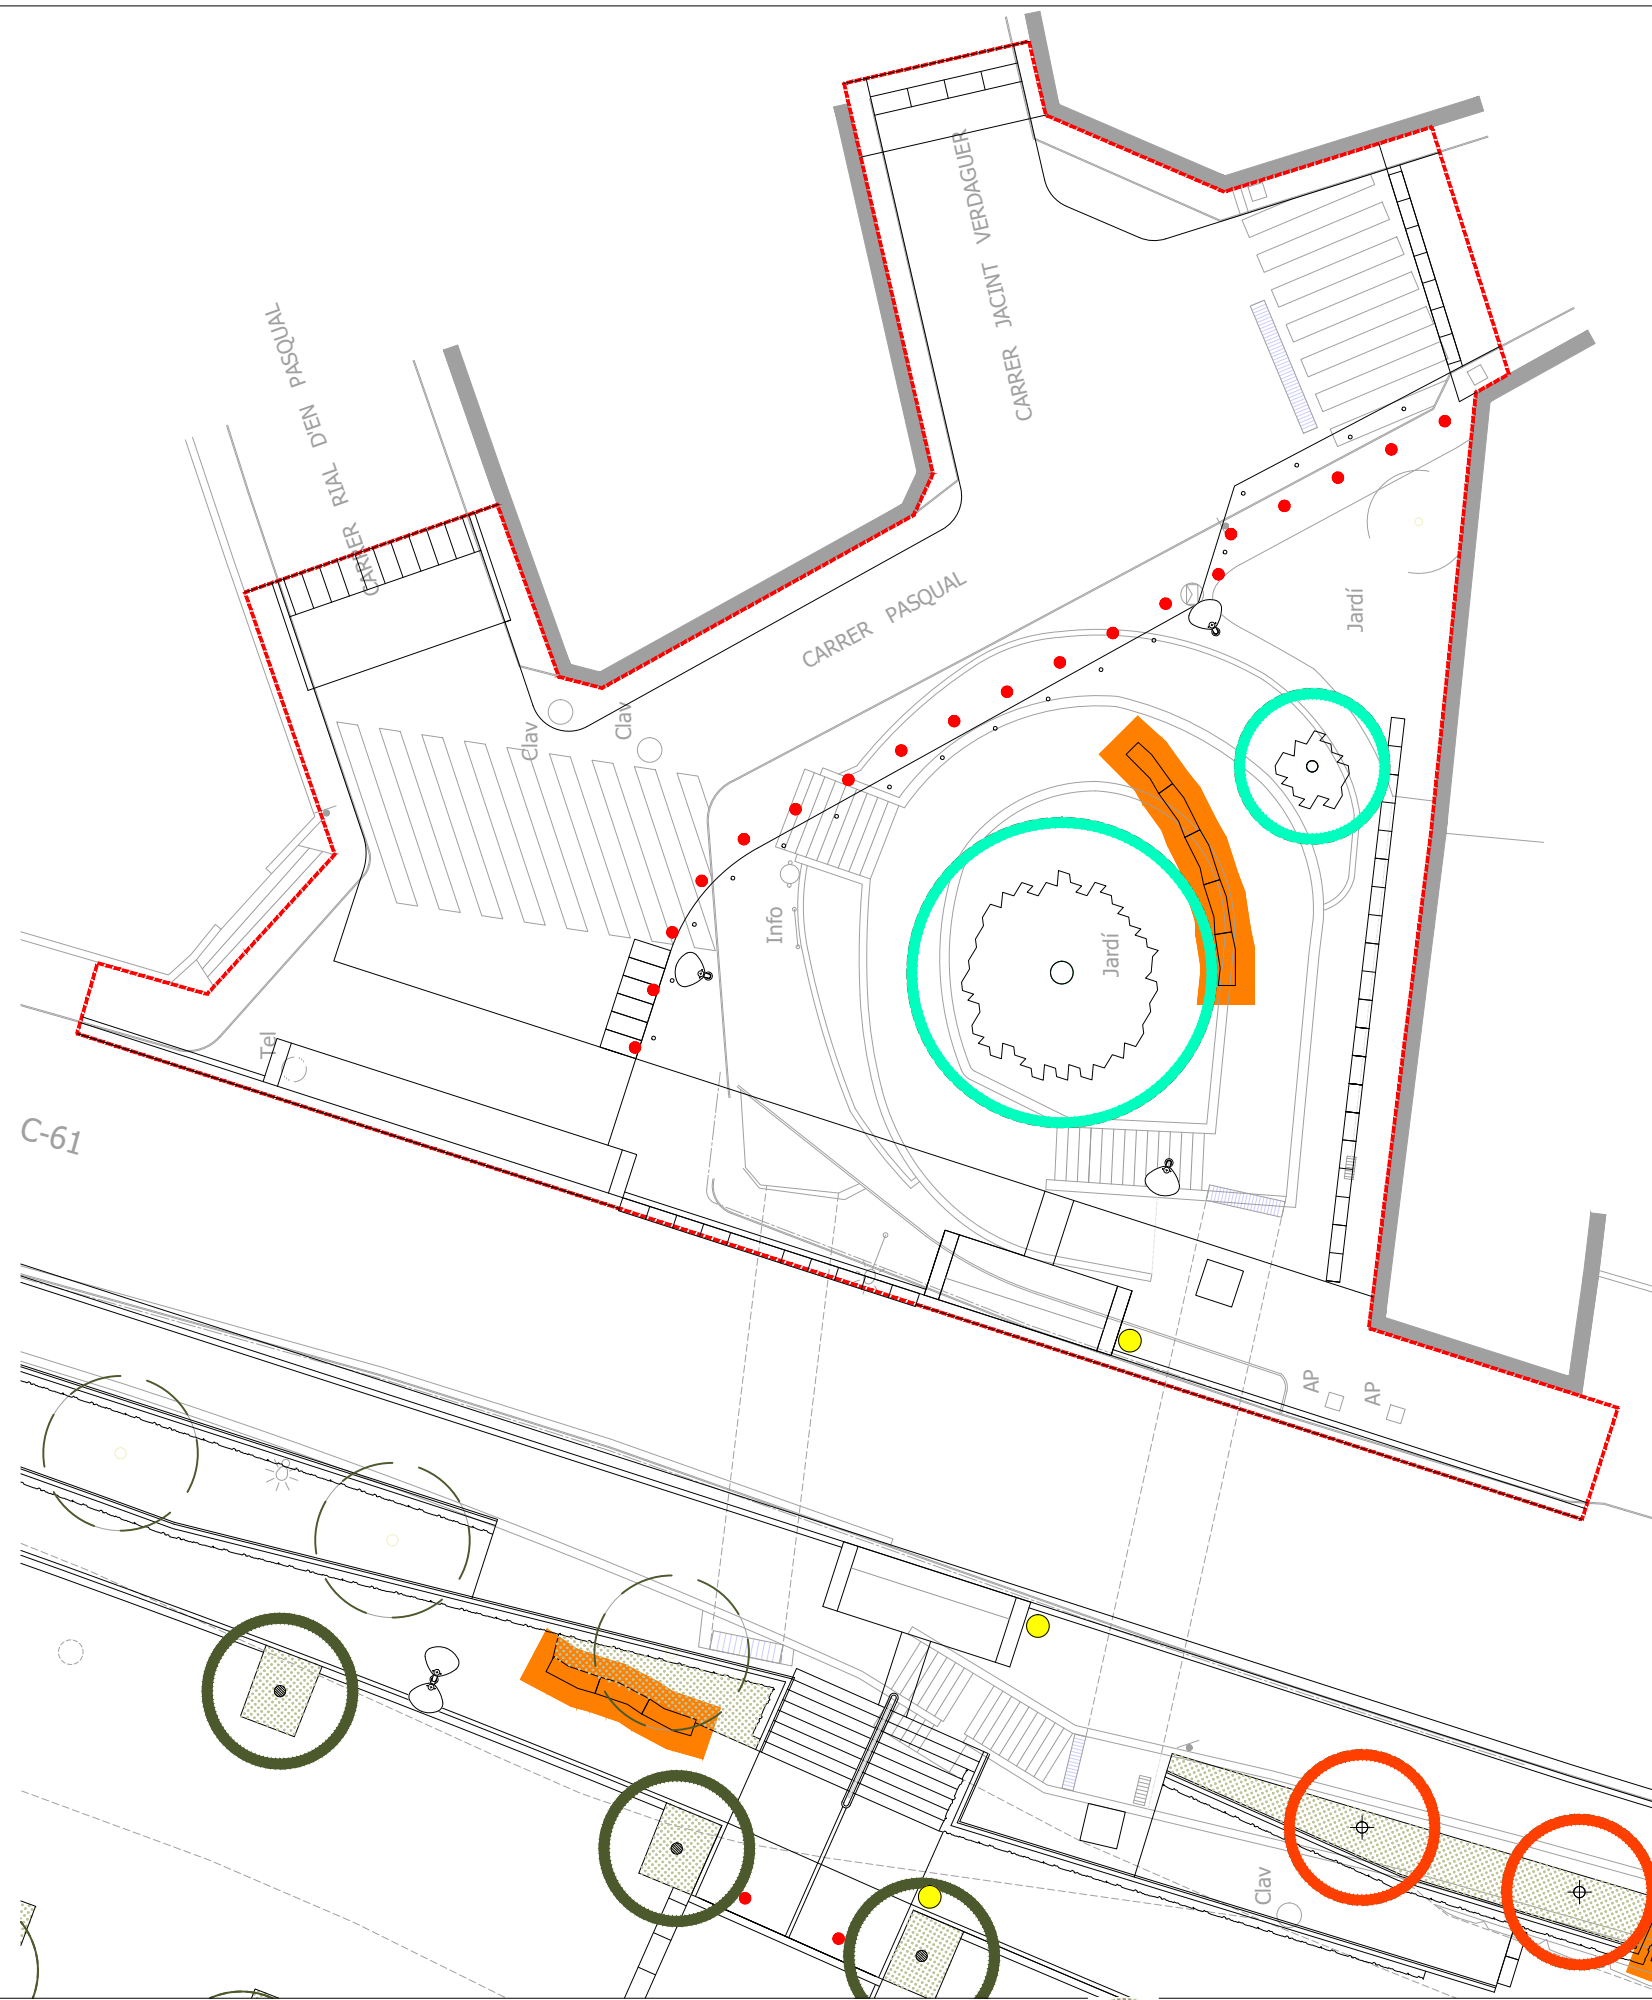 CARRER JACINT VERDAGUER
CARRER RIAL D'EN PASQUAL
CARRER PASQUAL
Jardí
Clav
Clav
Info
Jardí
Tel
C-61
AP
AP
Clav